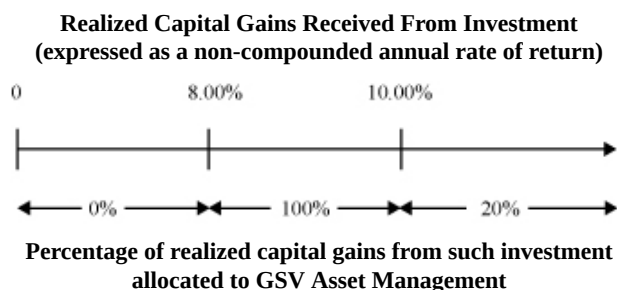 Realized Capital Gains Received From Investment
(expressed as a non-compounded annual rate of return)
0 8.00% 10.00%
0% 100% 20%
Percentage of realized capital gains from such investment
allocated to GSV Asset Management